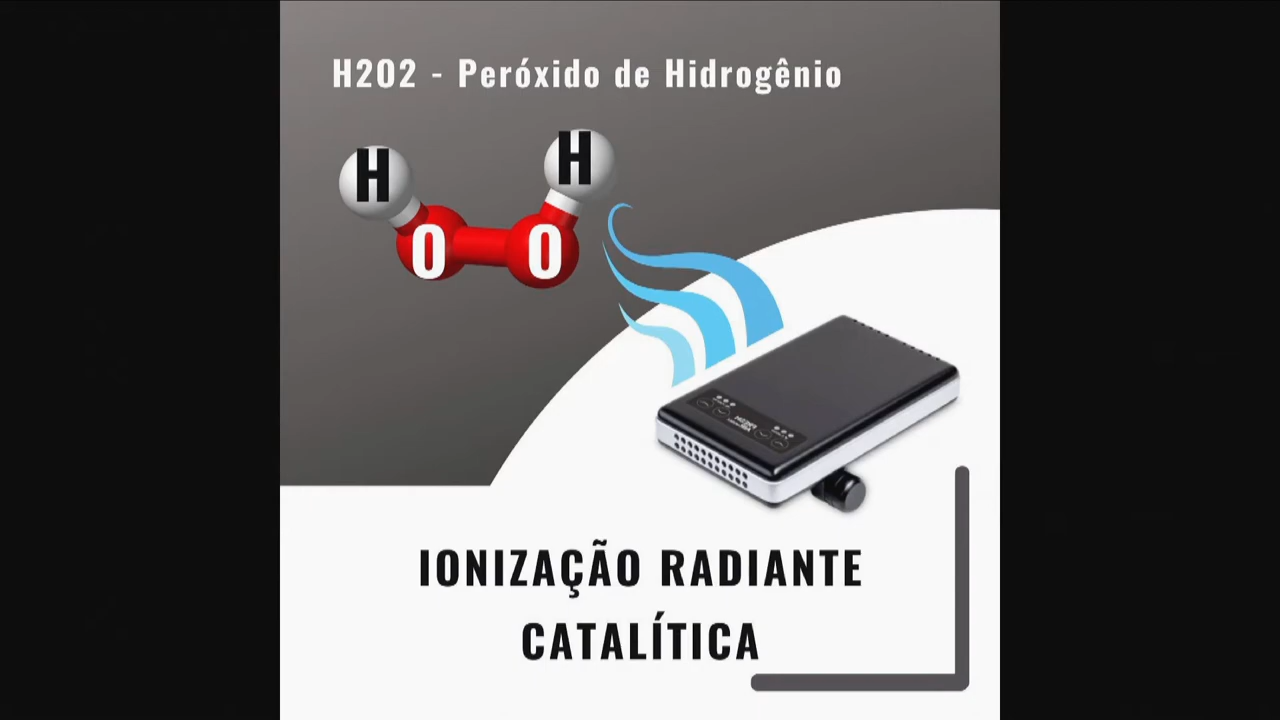 H2O2 - Peróxido de Hidrogênio
H
H
O
O
IONIZAÇÃO RADIANTE
CATALÍTICA